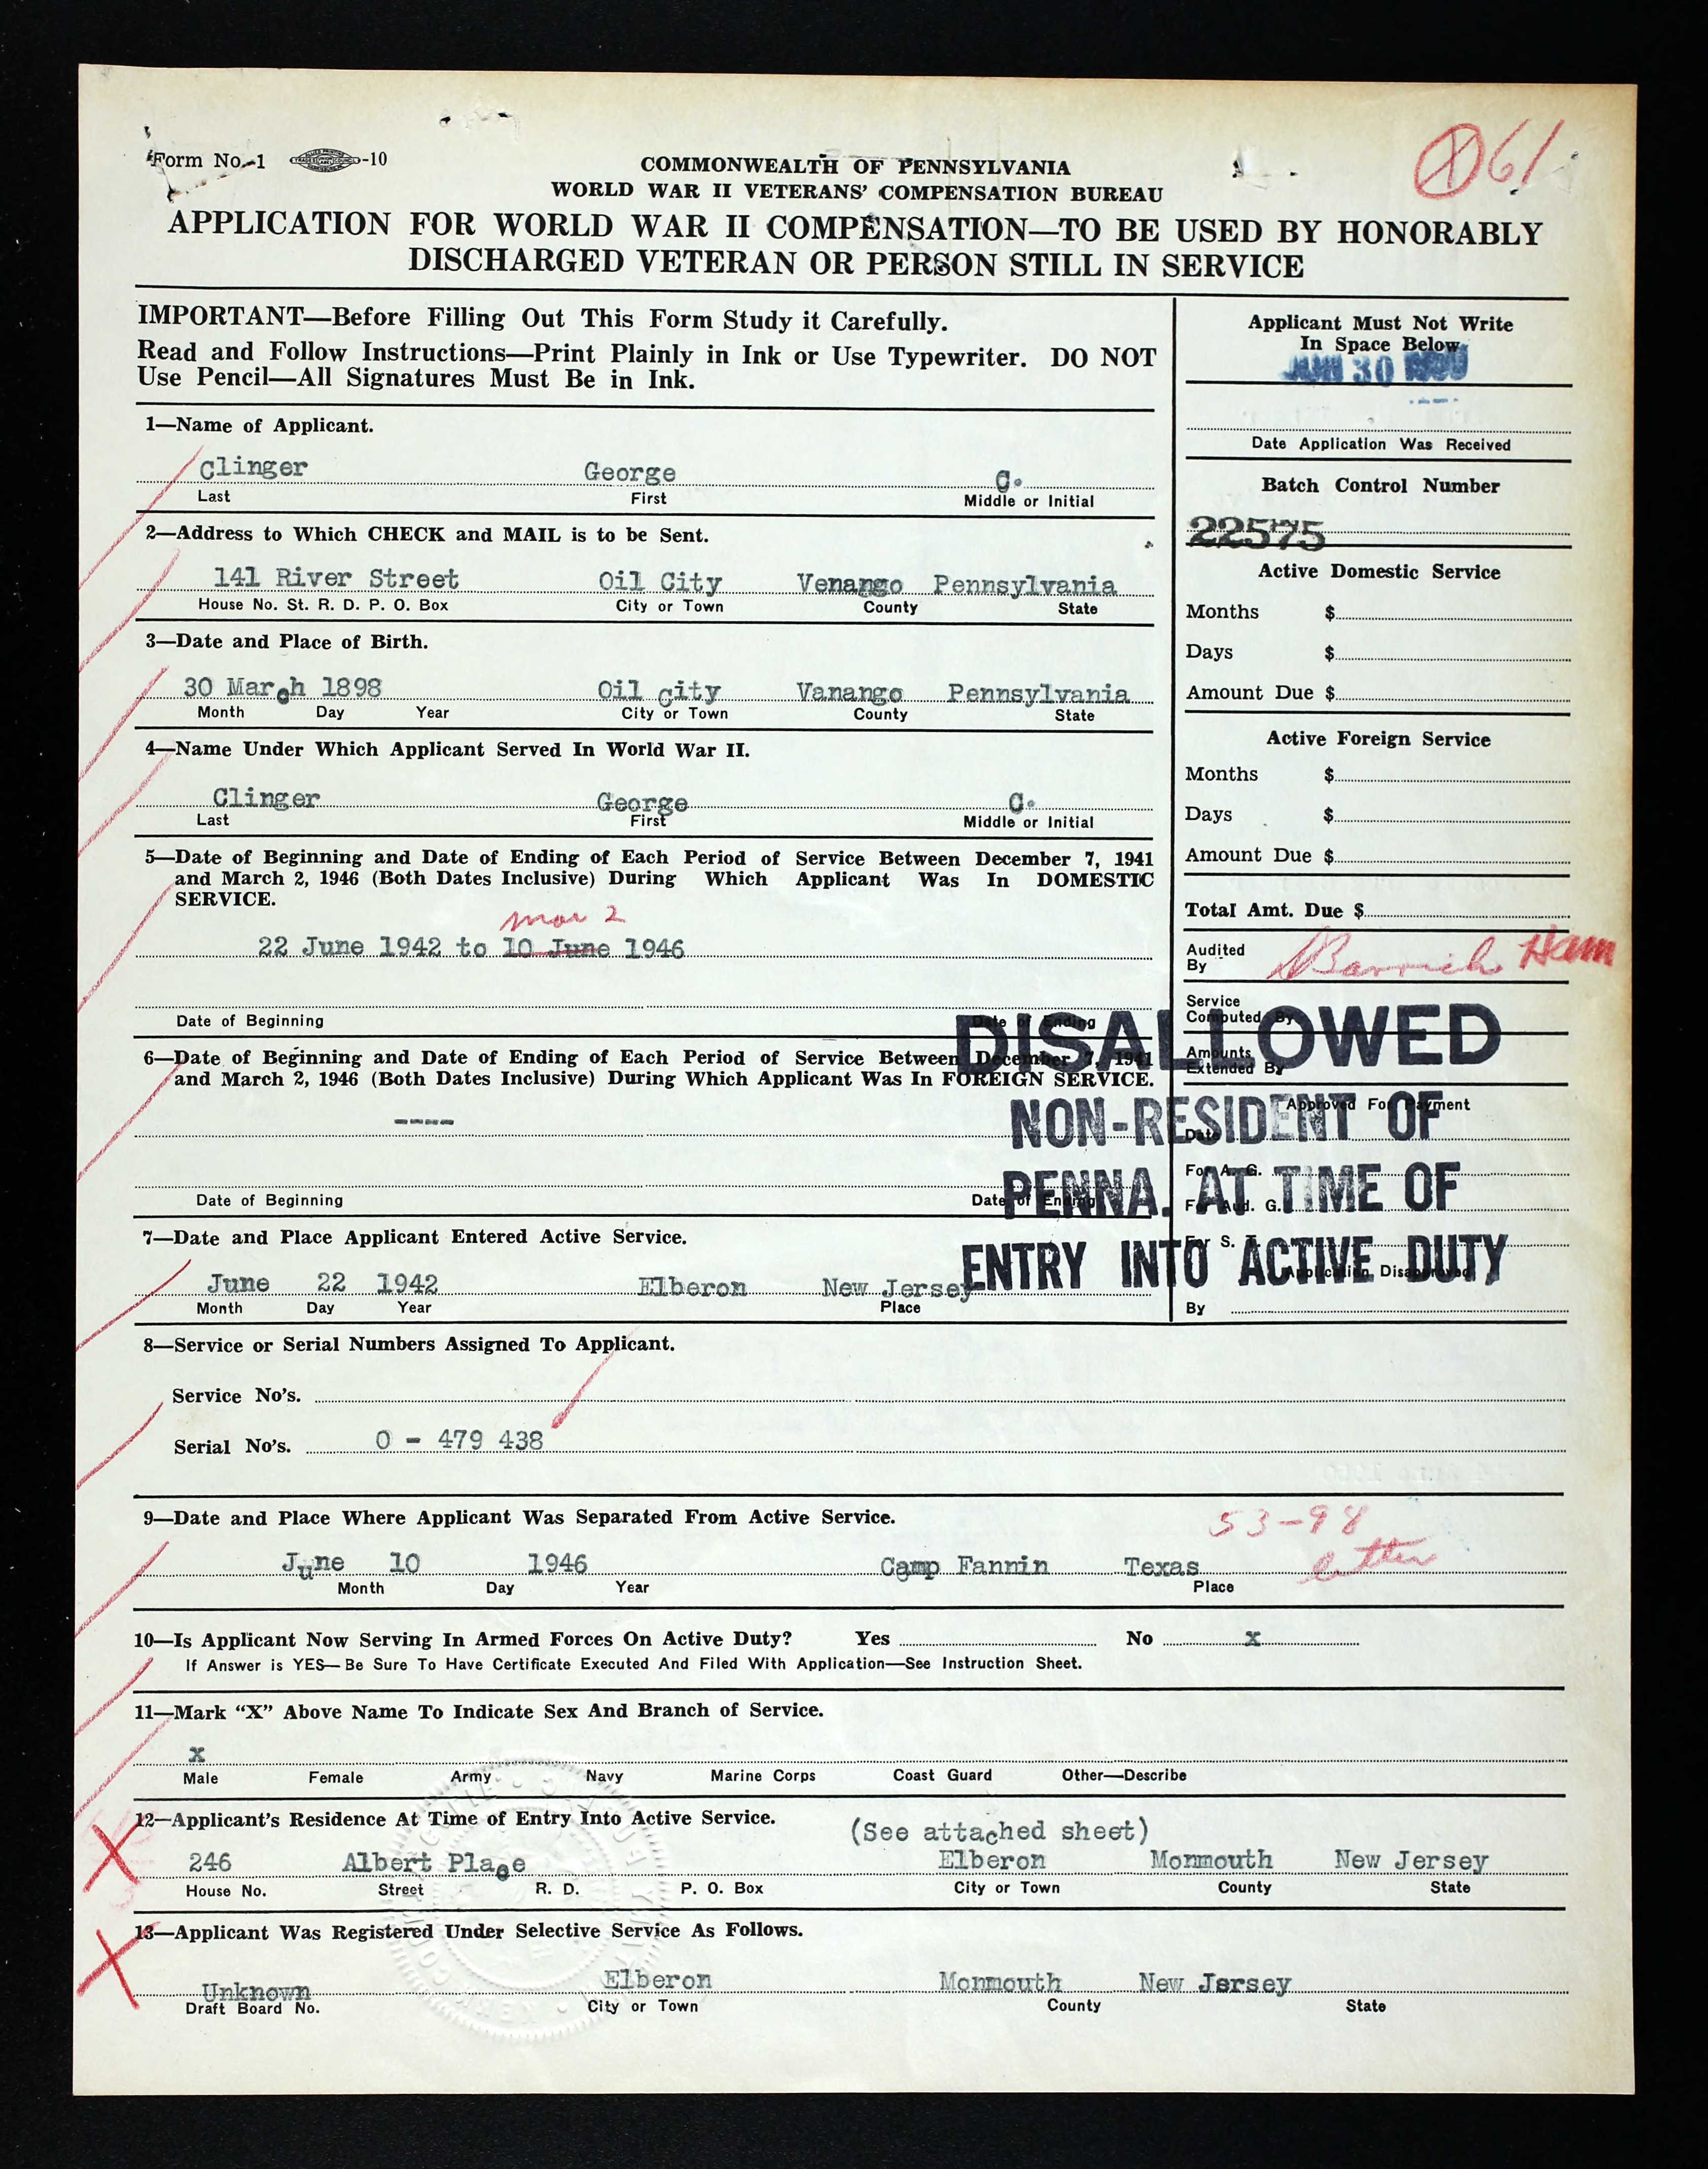 Form No. 1 -10
COMMONWEALTH OF PENNSYLVANIA
WORLD WAR II VETERANS' COMPENSATION BUREAU
APPLICATION FOR WORLD WAR II COMPENSATION—TO BE USED BY HONORABLY
DISCHARGED VETERAN OR PERSON STILL IN SERVICE
61
IMPORTANT—Before Filling Out This Form Study it Carefully.
Read and Follow Instructions—Print Plainly in Ink or Use Typewriter. DO NOT
Use Pencil—All Signatures Must Be in Ink.
1—Name of Applicant.
Clinger George C.
Last First Middle or Initial
2—Address to Which CHECK and MAIL is to be Sent.
141 River Street Oil City Venango Pennsylvania
House No. St. R. D. P. O. Box City or Town County State
3—Date and Place of Birth.
30 March 1898 Oil city Vanango Pennsylvania
Month Day Year City or Town County State
4—Name Under Which Applicant Served In World War II.
Clinger George C.
Last First Middle or Initial
5—Date of Beginning and Date of Ending of Each Period of Service Between December 7, 1941
and March 2, 1946 (Both Dates Inclusive) During Which Applicant Was In DOMESTIC
SERVICE.
mar 2
22 June 1942 to 10 June 1946
Date of Beginning Date of Ending
6—Date of Beginning and Date of Ending of Each Period of Service Between December 7, 1941
and March 2, 1946 (Both Dates Inclusive) During Which Applicant Was In FOREIGN SERVICE.
----
Date of Beginning Date of Ending
7—Date and Place Applicant Entered Active Service.
June 22 1942 Elberon New Jersey
Month Day Year Place
Applicant Must Not Write
In Space Below
30
Date Application Was Received
Batch Control Number
22575
Active Domestic Service
Months $
Days $
Amount Due $
Active Foreign Service
Months $
Days $
Amount Due $
Total Amt. Due $
Audited
By Ham
Service
Computed By
Amounts
Extended By
Approved For Payment
Date
For A. G.
For Aud. G.
For S. T.
Application Disapproved
By
DISALLOWED
NON-RESIDENT OF
PENNA. AT TIME OF
ENTRY INTO ACTIVE DUTY
8—Service or Serial Numbers Assigned To Applicant.
Service No's.
Serial No's. O - 479 438
9—Date and Place Where Applicant Was Separated From Active Service.
53-98
June 10 1946 Camp Fannin Texas
Month Day Year Place
10—Is Applicant Now Serving In Armed Forces On Active Duty? Yes No x
If Answer is YES—Be Sure To Have Certificate Executed And Filed With Application—See Instruction Sheet.
11—Mark "X" Above Name To Indicate Sex And Branch of Service.
x
Male Female Army Navy Marine Corps Coast Guard Other—Describe
12—Applicant's Residence At Time of Entry Into Active Service.
(See attached sheet)
246 Albert Place Elberon Monmouth New Jersey
House No. Street R. D. P. O. Box City or Town County State
13—Applicant Was Registered Under Selective Service As Follows.
Unknown Elberon Monmouth New Jersey
Draft Board No. City or Town County State